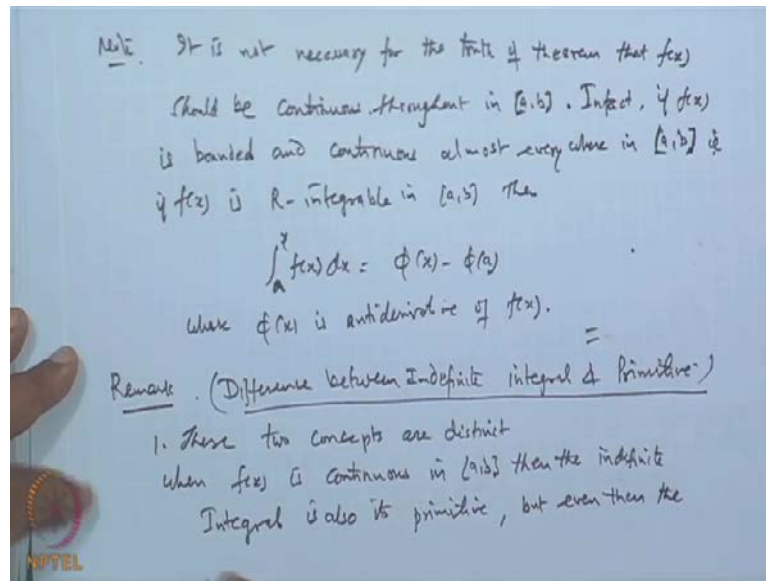 Note. It is not necessary for the truth of theorem that f(x)
should be continuous throughout in [a,b]. Infact, if f(x)
is bounded and continuous almost everywhere in [a,b] ie
if f(x) is R-integrable in [a,b] then
∫_a^x f(x) dx = φ(x) - φ(a)
where φ(x) is antiderivative of f(x).
Remark. (Difference between Indefinite integral & Primitive)
1. These two concepts are distinct
When f(x) is continuous in [a,b] then the indefinite
Integral is also its primitive, but even then the
NPTEL